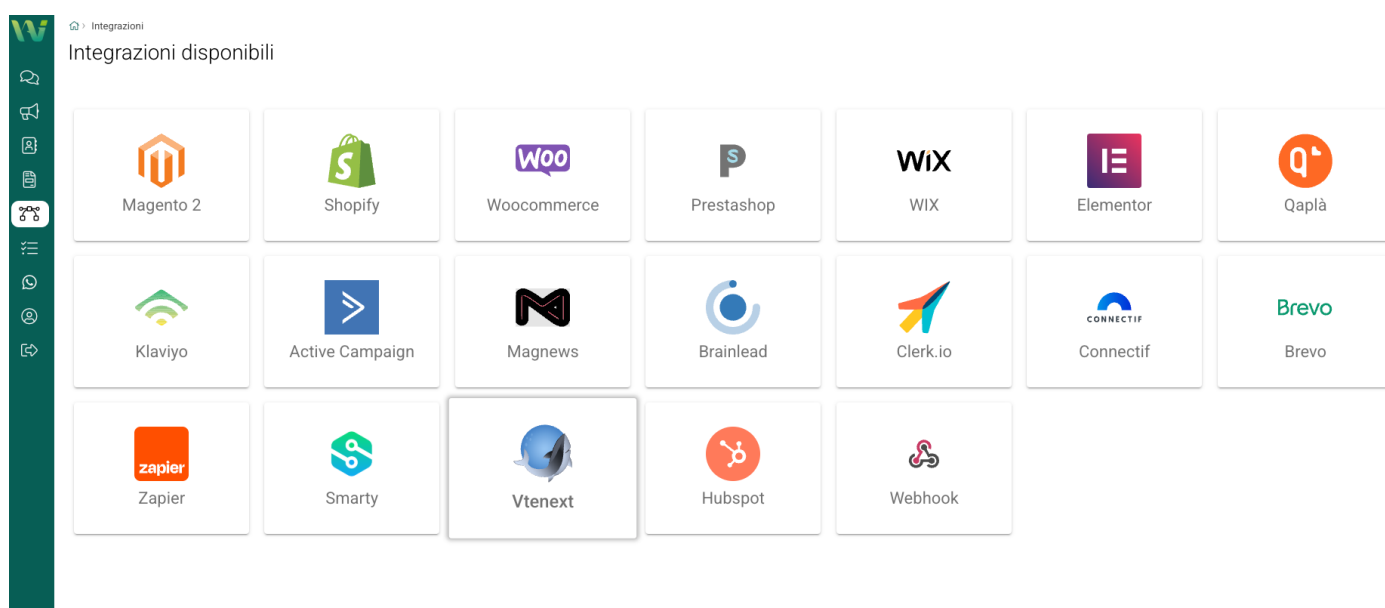 Integrazioni
Integrazioni disponibili
Magento 2
Shopify
WOO
Woocommerce
PS
Prestashop
WiX
WIX
Elementor
Qaplà
Klaviyo
Active Campaign
Magnews
Brainlead
Clerk.io
CONNECTIF
Connectif
Brevo
Brevo
zapier
Zapier
Smarty
Vtenext
Hubspot
Webhook